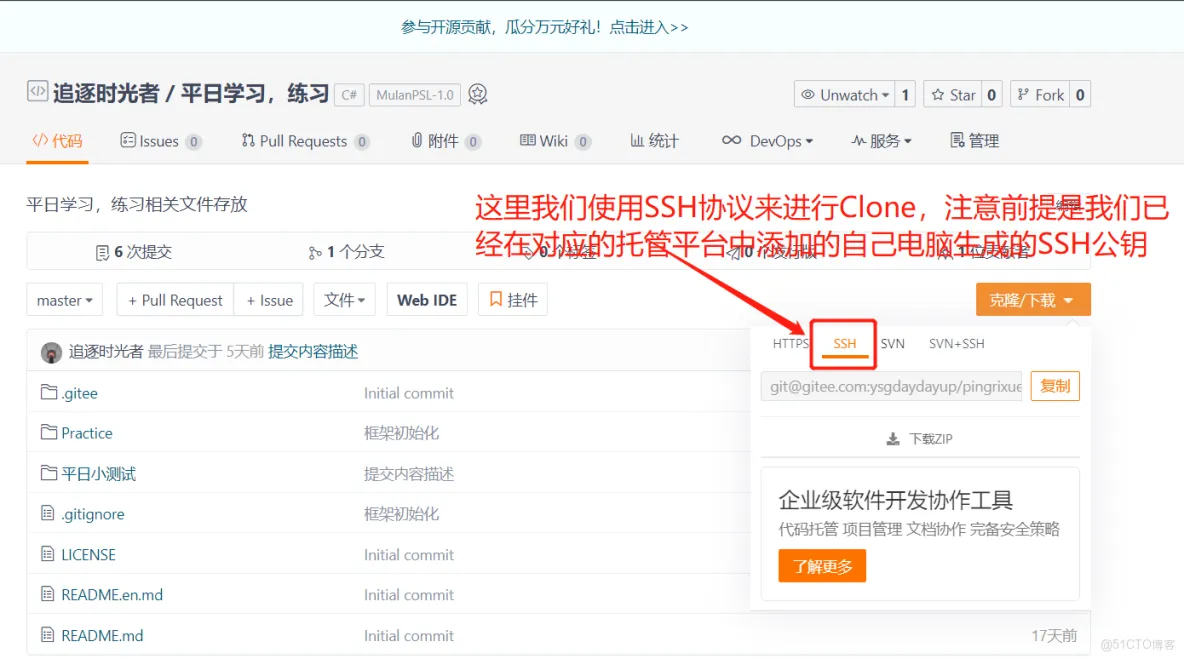 参与开源贡献，瓜分万元好礼！点击进入>>
追逐时光者 / 平日学习，练习 C# MulanPSL-1.0
Unwatch 1 Star 0 Fork 0
代码 Issues 0 Pull Requests 0 附件 0 Wiki 0 统计 DevOps 服务 管理
平日学习，练习相关文件存放
这里我们使用SSH协议来进行Clone，注意前提是我们已
经在对应的托管平台中添加的自己电脑生成的SSH公钥
6 次提交 1 个分支 0 个标签 0 个发行版 1 位贡献者
master + Pull Request + Issue 文件 Web IDE 挂件 克隆/下载
追逐时光者 最后提交于 5天前 提交内容描述
HTTPS SSH SVN SVN+SSH
git@gitee.com:ysgdaydayup/pingrixue 复制
下载ZIP
.gitee Initial commit
Practice 框架初始化
平日小测试 提交内容描述
.gitignore 框架初始化
LICENSE Initial commit
README.en.md Initial commit
README.md Initial commit 17天前
企业级软件开发协作工具
代码托管 项目管理 文档协作 完备安全策略
了解更多
@51CTO博客